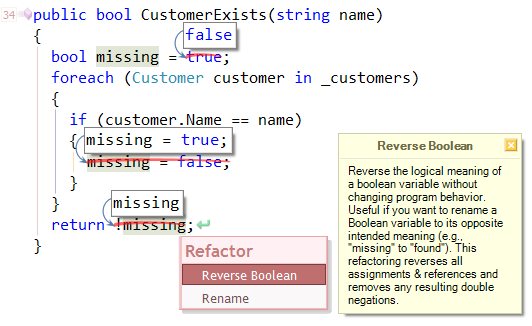 34 public bool CustomerExists(string name)
{
false
bool missing = true;
foreach (Customer customer in _customers)
{
if (customer.Name == name)
{
missing = true;
missing = false;
}
}
missing
return !missing;
}
Refactor
Reverse Boolean
Rename
Reverse Boolean
Reverse the logical meaning of
a boolean variable without
changing program behavior.
Useful if you want to rename a
Boolean variable to its opposite
intended meaning (e.g.,
"missing" to "found"). This
refactoring reverses all
assignments & references and
removes any resulting double
negations.